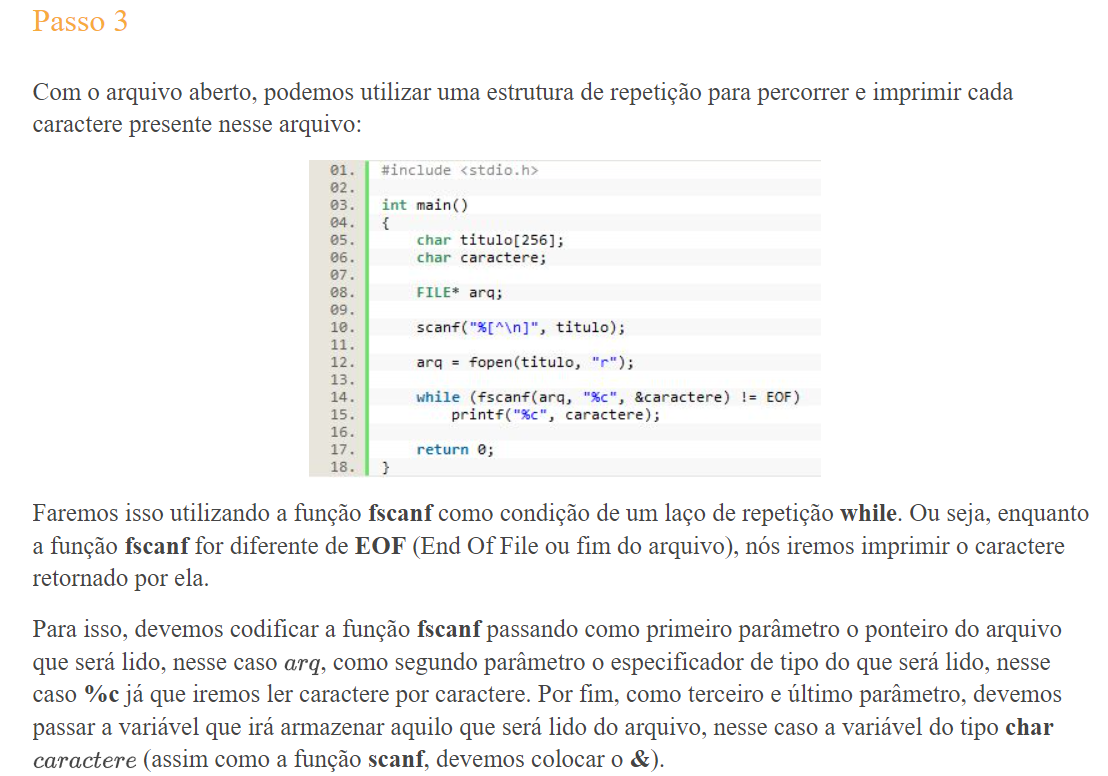 Passo 3
Com o arquivo aberto, podemos utilizar uma estrutura de repetição para percorrer e imprimir cada
caractere presente nesse arquivo:
01. #include <stdio.h>
02.
03. int main()
04. {
05.     char titulo[256];
06.     char caractere;
07.
08.     FILE* arq;
09.
10.     scanf("%[^\n]", titulo);
11.
12.     arq = fopen(titulo, "r");
13.
14.     while (fscanf(arq, "%c", &caractere) != EOF)
15.         printf("%c", caractere);
16.
17.     return 0;
18. }
Faremos isso utilizando a função fscanf como condição de um laço de repetição while. Ou seja, enquanto
a função fscanf for diferente de EOF (End Of File ou fim do arquivo), nós iremos imprimir o caractere
retornado por ela.
Para isso, devemos codificar a função fscanf passando como primeiro parâmetro o ponteiro do arquivo
que será lido, nesse caso arq, como segundo parâmetro o especificador de tipo do que será lido, nesse
caso %c já que iremos ler caractere por caractere. Por fim, como terceiro e último parâmetro, devemos
passar a variável que irá armazenar aquilo que será lido do arquivo, nesse caso a variável do tipo char
caractere (assim como a função scanf, devemos colocar o &).